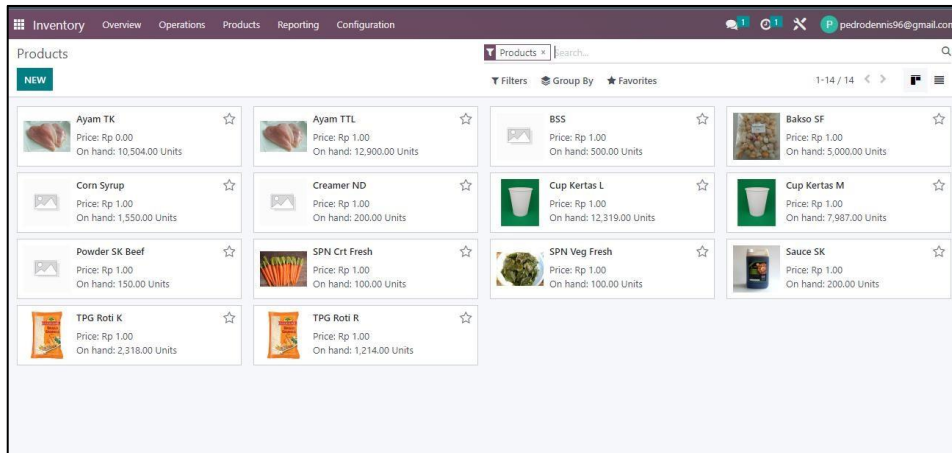 Inventory Overview Operations Products Reporting Configuration 1 1 P pedrodennis96@gmail.com
Products
Products × Search...
NEW
Filters Group By Favorites 1-14 / 14
Ayam TK
Price: Rp 0.00
On hand: 10,504.00 Units
Ayam TTL
Price: Rp 1.00
On hand: 12,900.00 Units
BSS
Price: Rp 1.00
On hand: 500.00 Units
Bakso SF
Price: Rp 1.00
On hand: 5,000.00 Units
Corn Syrup
Price: Rp 1.00
On hand: 1,550.00 Units
Creamer ND
Price: Rp 1.00
On hand: 200.00 Units
Cup Kertas L
Price: Rp 1.00
On hand: 12,319.00 Units
Cup Kertas M
Price: Rp 1.00
On hand: 7,987.00 Units
Powder SK Beef
Price: Rp 1.00
On hand: 150.00 Units
SPN Crt Fresh
Price: Rp 1.00
On hand: 100.00 Units
SPN Veg Fresh
Price: Rp 1.00
On hand: 100.00 Units
Sauce SK
Price: Rp 1.00
On hand: 200.00 Units
TPG Roti K
Price: Rp 1.00
On hand: 2,318.00 Units
TPG Roti R
Price: Rp 1.00
On hand: 1,214.00 Units